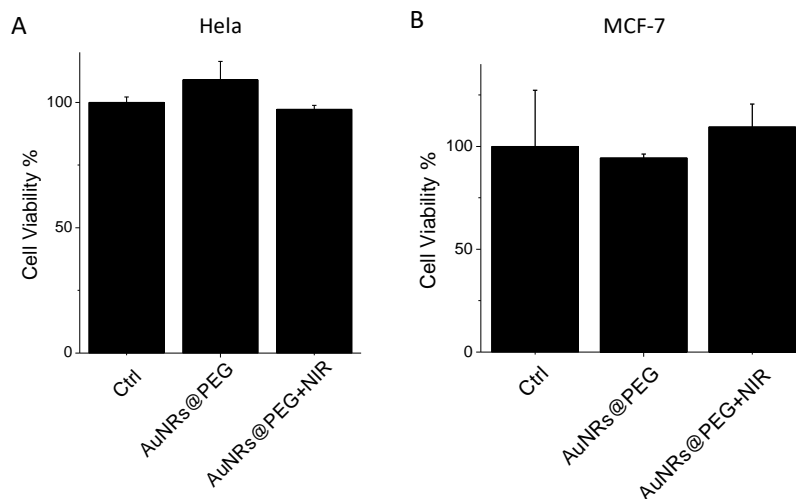 A
Hela
Cell Viability %
100
50
0
Ctrl
AuNRs@PEG
AuNRs@PEG+NIR
B
MCF-7
Cell Viability %
100
50
0
Ctrl
AuNRs@PEG
AuNRs@PEG+NIR